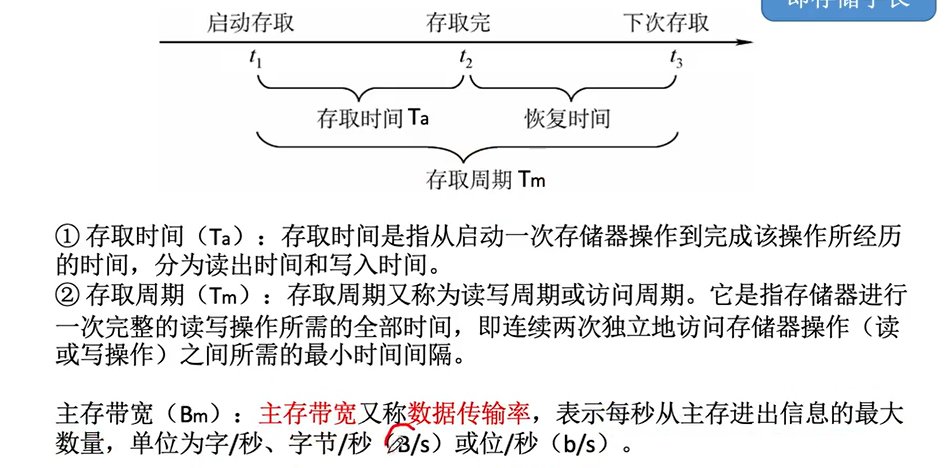 即存储字长
启动存取 存取完 下次存取
t1 t2 t3
存取时间 Ta 恢复时间
存取周期 Tm
① 存取时间（Ta）：存取时间是指从启动一次存储器操作到完成该操作所经历
的时间，分为读出时间和写入时间。
② 存取周期（Tm）：存取周期又称为读写周期或访问周期。它是指存储器进行
一次完整的读写操作所需的全部时间，即连续两次独立地访问存储器操作（读
或写操作）之间所需的最小时间间隔。
主存带宽（Bm）：主存带宽又称数据传输率，表示每秒从主存进出信息的最大
数量，单位为字/秒、字节/秒（B/s）或位/秒（b/s）。